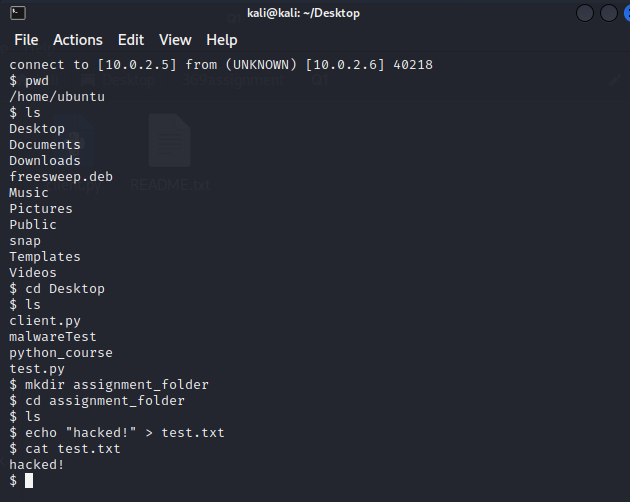 kali@kali: ~/Desktop
File Actions Edit View Help
connect to [10.0.2.5] from (UNKNOWN) [10.0.2.6] 40218
$ pwd
/home/ubuntu
$ ls
Desktop
Documents
Downloads
freesweep.deb
Music
Pictures
Public
snap
Templates
Videos
$ cd Desktop
$ ls
client.py
malwareTest
python_course
test.py
$ mkdir assignment_folder
$ cd assignment_folder
$ ls
$ echo "hacked!" > test.txt
$ cat test.txt
hacked!
$
README.txt